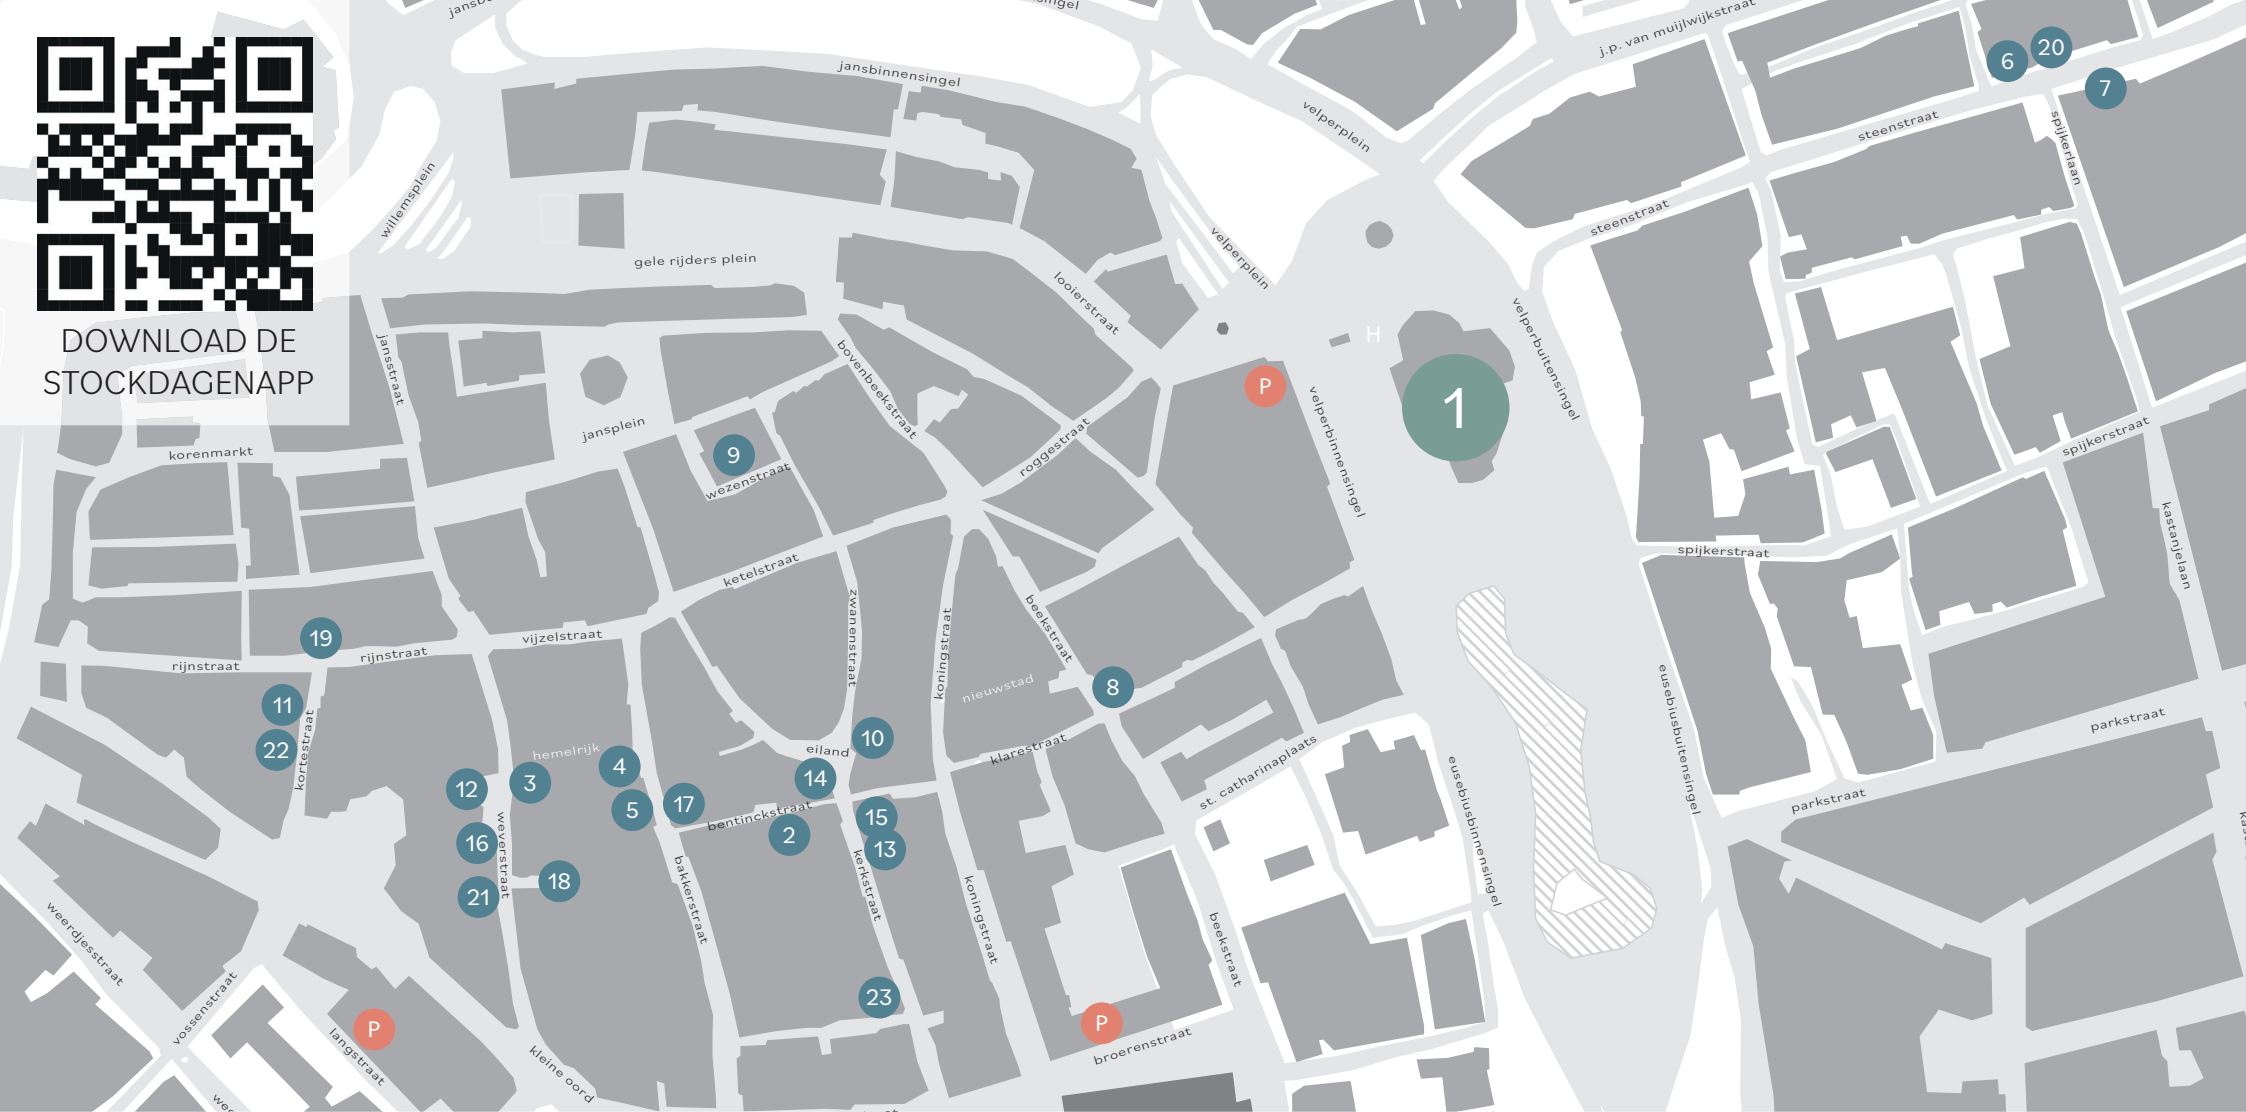 jansbinnensingel
j.p. van muijlwijkstraat
6
20
7
velperplein
steenstraat
spijkerlaan
willemsplein
velperplein
steenstraat
gele rijders plein
looierstraat
DOWNLOAD DE
STOCKDAGENAPP
jansstraat
bovenbeekstraat
H
P
1
velperbinnensingel
velperbuitensingel
jansplein
korenmarkt
9
wezenstraat
roggestraat
spijkerstraat
kastanjelaan
spijkerstraat
ketelstraat
zwanenstraat
koningstraat
beekstraat
19
vijzelstraat
rijnstraat
rijnstraat
nieuwstad
8
11
22
kortestraat
hemelrijk
4
12
3
5
17
eiland
10
14
klarestraat
st. catharinaplaats
eusebiusbinnensingel
eusebiusbuitensingel
parkstraat
parkstraat
bentinckstraat
2
15
13
16
weverstraat
18
21
bakkerstraat
kerkstraat
koningstraat
beekstraat
weerdjesstraat
vossenstraat
P
langstraat
kleine oord
23
P
broerenstraat